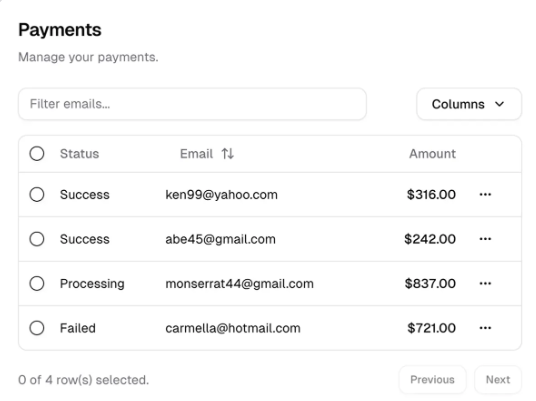 Payments
Manage your payments.
Filter emails...
Columns
Status Email Amount
Success ken99@yahoo.com $316.00 ...
Success abe45@gmail.com $242.00 ...
Processing monserrat44@gmail.com $837.00 ...
Failed carmella@hotmail.com $721.00 ...
0 of 4 row(s) selected.
Previous Next